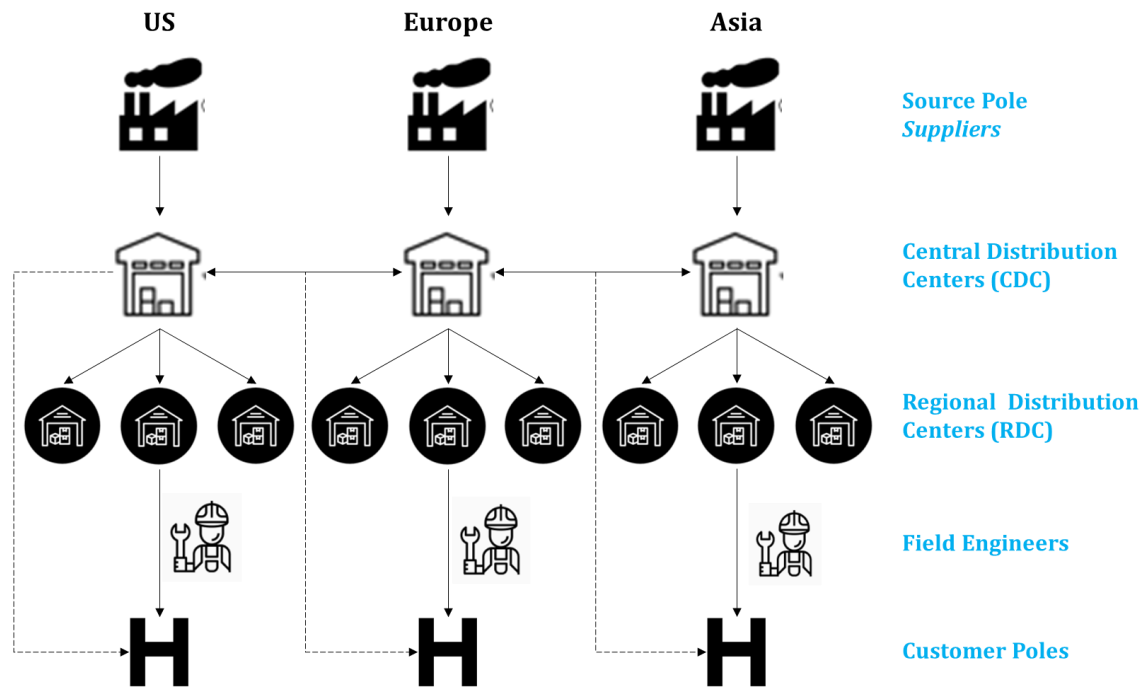 US
Europe
Asia
Source Pole
Suppliers
Central Distribution
Centers (CDC)
Regional Distribution
Centers (RDC)
Field Engineers
Customer Poles